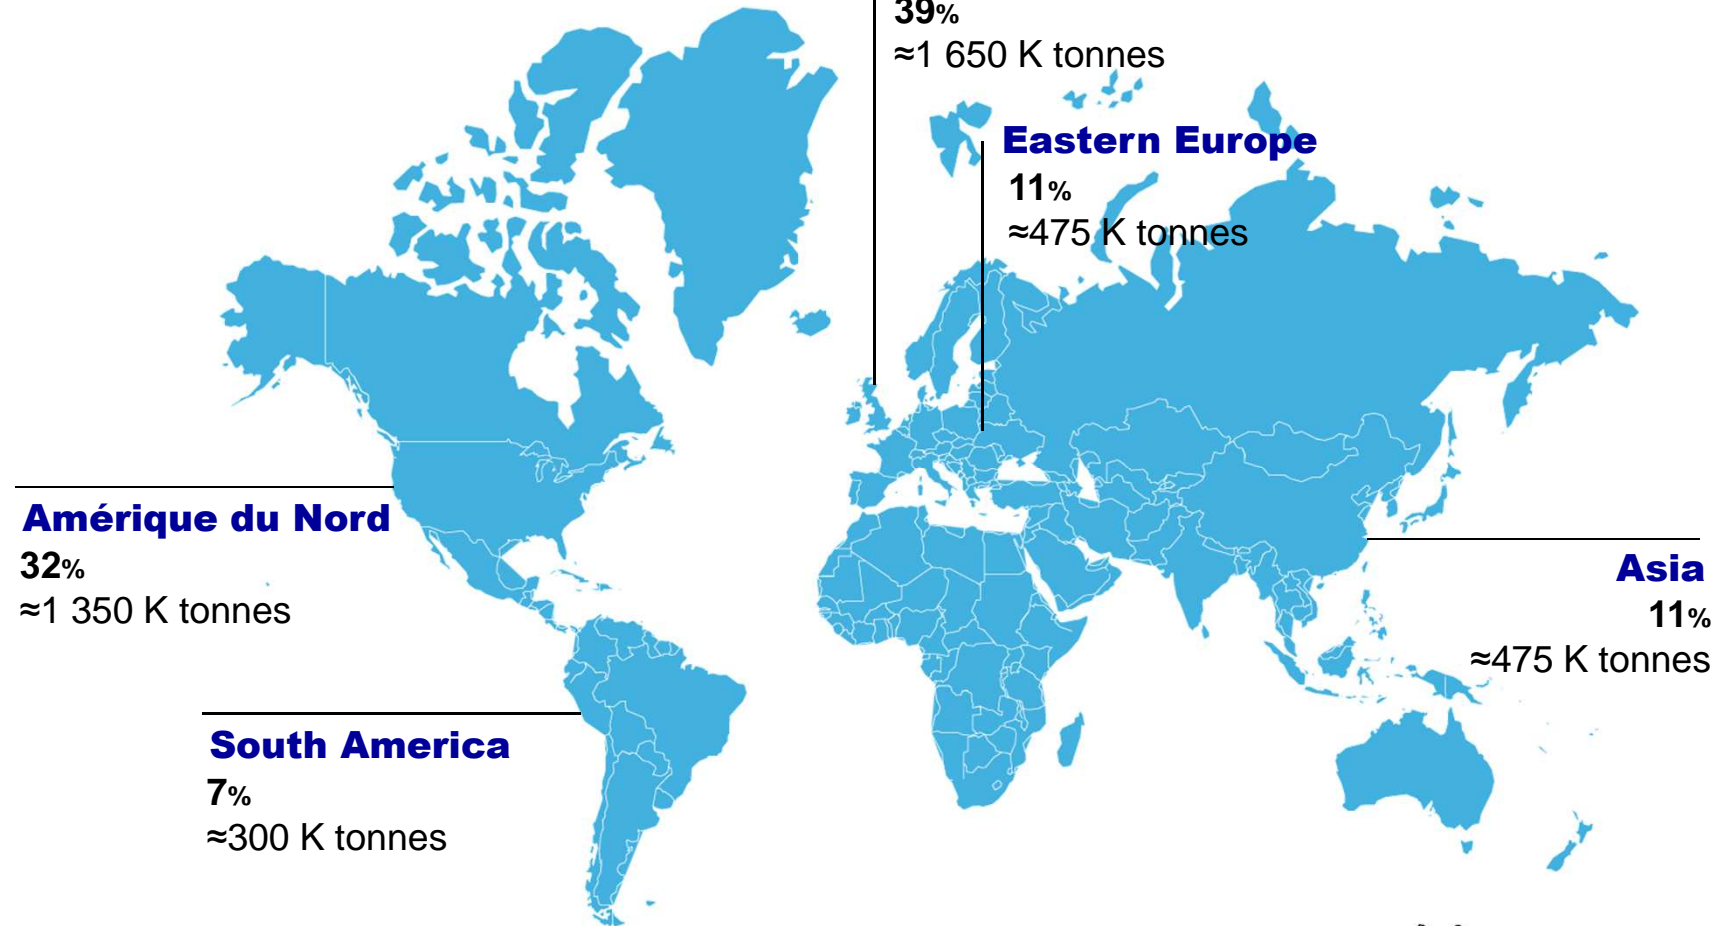 39%
≈1 650 K tonnes
Eastern Europe
11%
≈475 K tonnes
Amérique du Nord
32%
≈1 350 K tonnes
Asia
11%
≈475 K tonnes
South America
7%
≈300 K tonnes